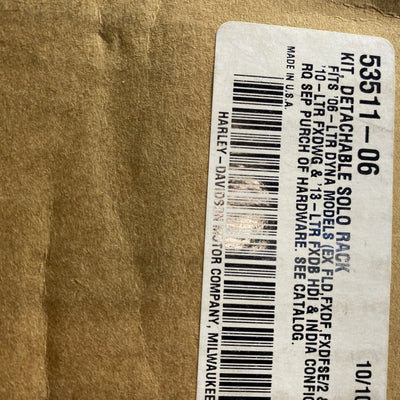 53511-06
KIT, DETACHABLE SOLO RACK
FITS '06-LTR DYNA MODELS (EX FLD,FXDF,FXDFSE/2 &
'10-LTR FXDWG & '13-LTR FXDB HDI & INDIA CONFIG
RQ SEP PURCH OF HARDWARE. SEE CATALOG.
MADE IN U.S.A.
10/10
HARLEY-DAVIDSON MOTOR COMPANY, MILWAUKEE